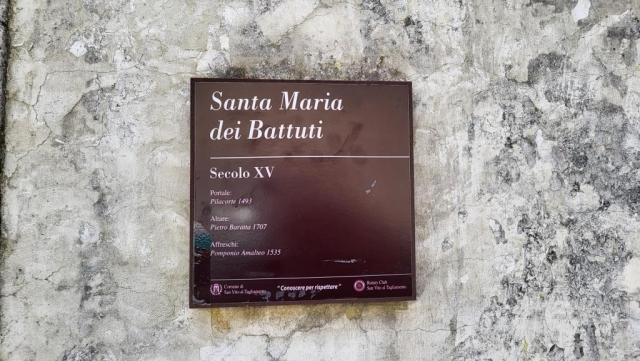 Santa Maria
dei Battuti
Secolo XV
Portale:
Pilacorte 1493
Altare:
Pietro Baratta 1707
Affreschi:
Pomponio Amalteo 1535
Comune di
San Vito al Tagliamento
"Conoscere per rispettare"
Rotary Club
San Vito al Tagliamento